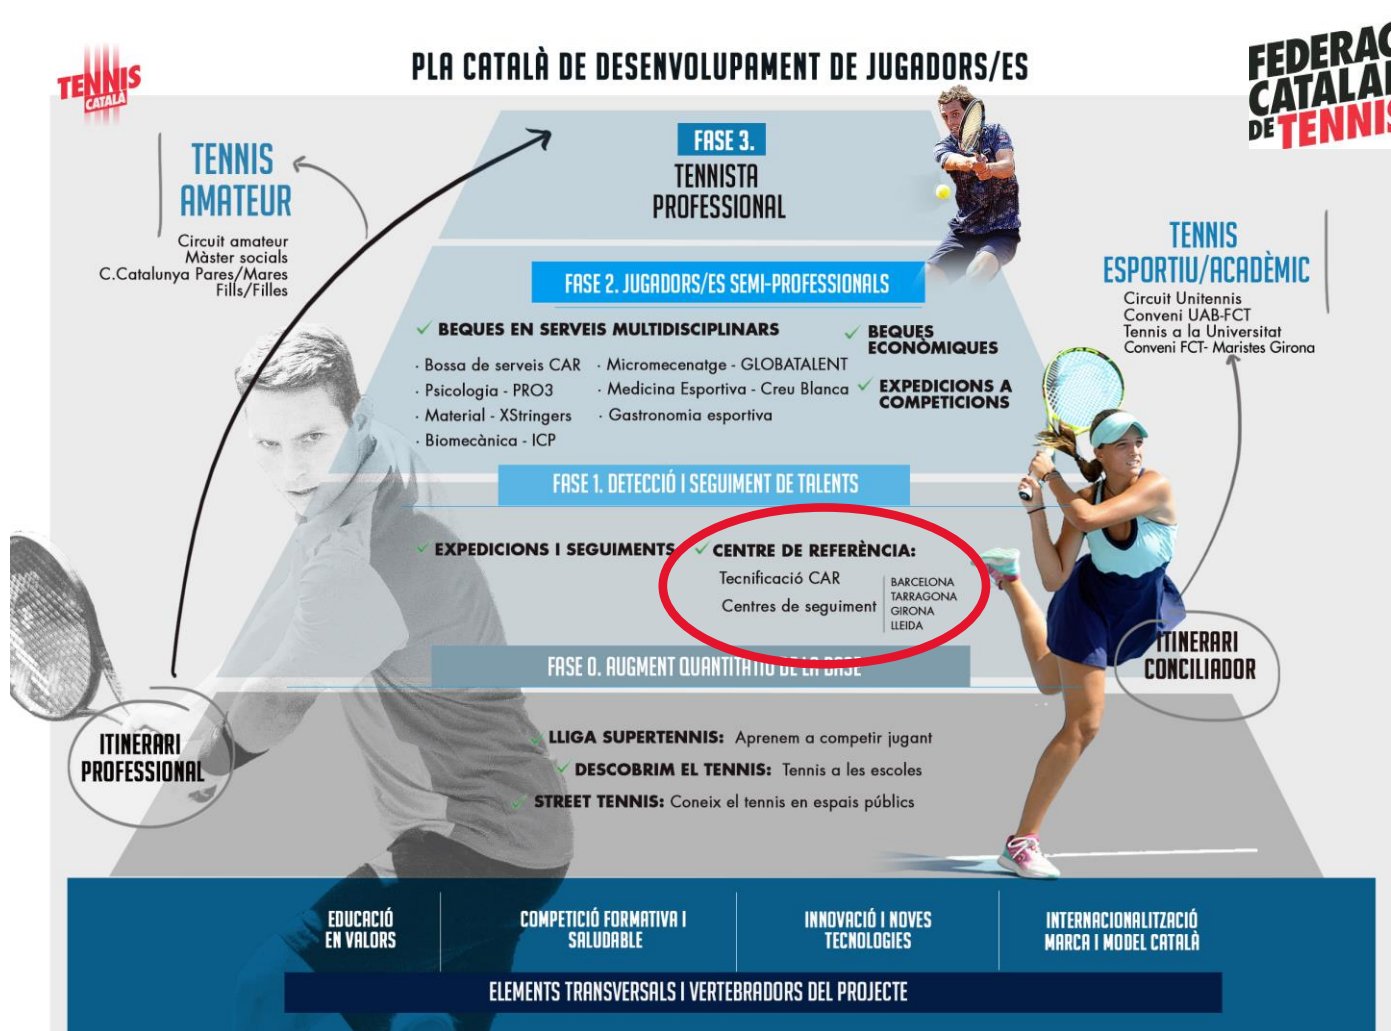 TENNIS
CATALÀ
PLA CATALÀ DE DESENVOLUPAMENT DE JUGADORS/ES
DE TENNIS
TENNIS
AMATEUR
Circuit amateur
Màster socials
C.Catalunya Pares/Mares
Fills/Filles
FASE 3.
TENNISTA
PROFESSIONAL
TENNIS
ESPORTIU/ACADÈMIC
Circuit Unitennis
Conveni UAB-FCT
Tennis a la Universitat
Conveni FCT- Maristes Girona
FASE 2. JUGADORS/ES SEMI-PROFESSIONALS
BEQUES EN SERVEIS MULTIDISCIPLINARS
· Bossa de serveis CAR
· Psicologia - PRO3
· Material - XStringers
· Biomecànica - ICP
· Micromecenatge - GLOBATALENT
· Medicina Esportiva - Creu Blanca
· Gastronomia esportiva
BEQUES
ECONÒMIQUES
EXPEDICIONS A
COMPETICIONS
FASE 1. DETECCIÓ I SEGUIMENT DE TALENTS
EXPEDICIONS I SEGUIMENTS
CENTRE DE REFERÈNCIA:
Tecnificació CAR
Centres de seguiment
BARCELONA
TARRAGONA
GIRONA
LLEIDA
FASE 0. AUGMENT QUANTITATIU DE LA BASE
LLIGA SUPERTENNIS: Aprenem a competir jugant
DESCOBRIM EL TENNIS: Tennis a les escoles
STREET TENNIS: Coneix el tennis en espais públics
ITINERARI
PROFESSIONAL
ITINERARI
CONCILIADOR
EDUCACIÓ
EN VALORS
COMPETICIÓ FORMATIVA I
SALUDABLE
INNOVACIÓ I NOVES
TECNOLOGIES
INTERNACIONALITZACIÓ
MARCA I MODEL CATALÀ
ELEMENTS TRANSVERSALS I VERTEBRADORS DEL PROJECTE